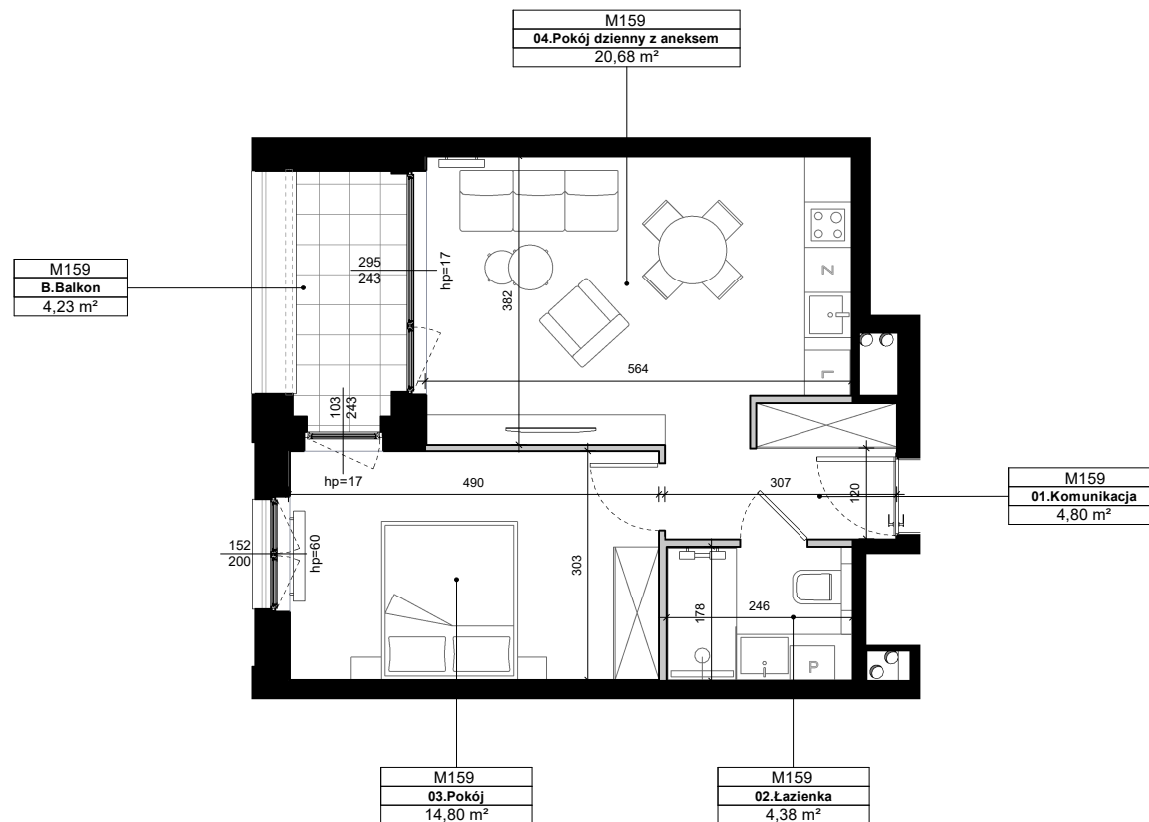 M159
04.Pokój dzienny z aneksem
20,68 m²
M159
B.Balkon
4,23 m²
295
243
hp=17
382
564
Z
L
103
243
hp=17
490
307
120
M159
01.Komunikacja
4,80 m²
152
200
hp=60
303
178
246
P
M159
03.Pokój
14,80 m²
M159
02.Łazienka
4,38 m²